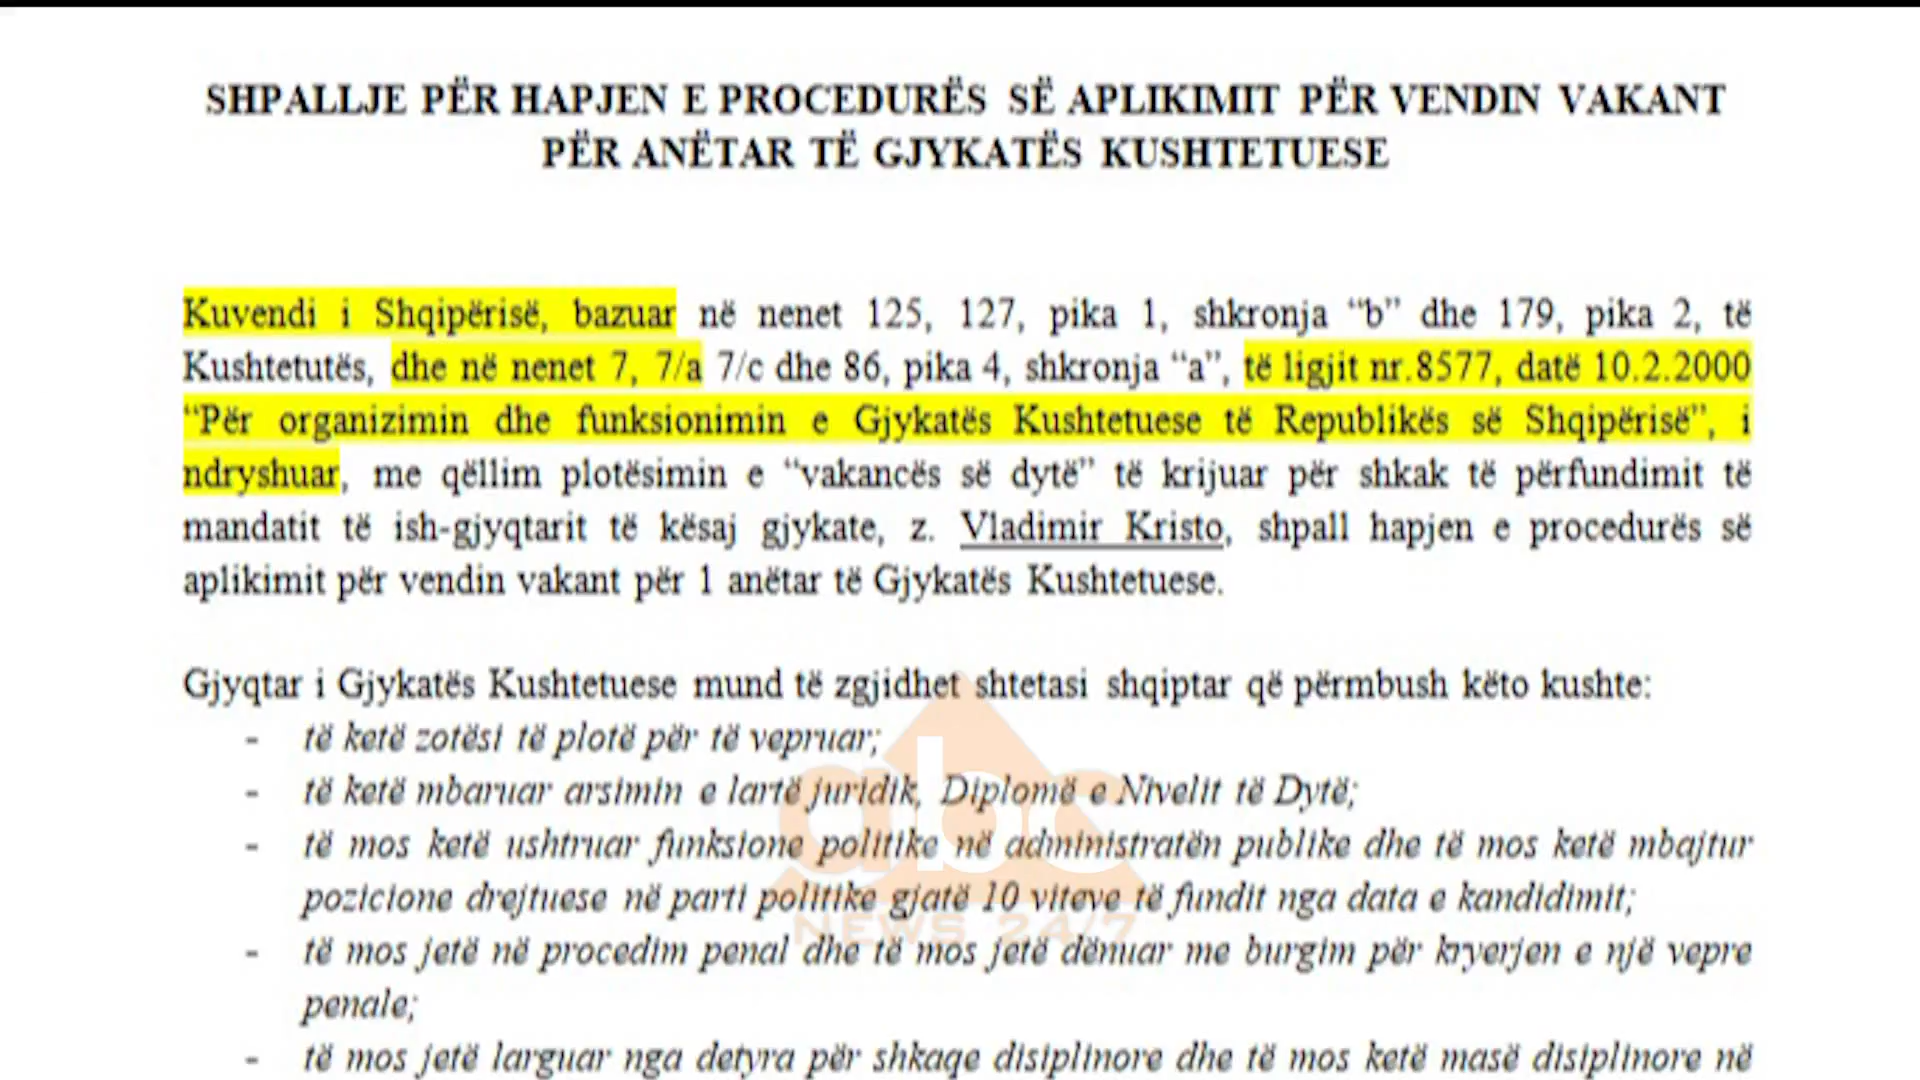 SHPALLJE PËR HAPJEN E PROCEDURËS SË APLIKIMIT PËR VENDIN VAKANT
PËR ANËTAR TË GJYKATËS KUSHTETUESE
Kuvendi i Shqipërisë, bazuar në nenet 125, 127, pika 1, shkronja “b” dhe 179, pika 2, të
Kushtetutës, dhe në nenet 7, 7/a 7/c dhe 86, pika 4, shkronja “a”, të ligjit nr.8577, datë 10.2.2000
“Për organizimin dhe funksionimin e Gjykatës Kushtetuese të Republikës së Shqipërisë”, i
ndryshuar, me qëllim plotësimin e “vakancës së dytë” të krijuar për shkak të përfundimit të
mandatit të ish-gjyqtarit të kësaj gjykate, z. Vladimir Kristo, shpall hapjen e procedurës së
aplikimit për vendin vakant për 1 anëtar të Gjykatës Kushtetuese.
Gjyqtar i Gjykatës Kushtetuese mund të zgjidhet shtetasi shqiptar që përmbush këto kushte:
- të ketë zotësi të plotë për të vepruar;
- të ketë mbaruar arsimin e lartë juridik, Diplomë e Nivelit të Dytë;
- të mos ketë ushtruar funksione politike në administratën publike dhe të mos ketë mbajtur
pozicione drejtuese në parti politike gjatë 10 viteve të fundit nga data e kandidimit;
- të mos jetë në procedim penal dhe të mos jetë dënuar me burgim për kryerjen e një vepre
penale;
- të mos jetë larguar nga detyra për shkaqe disiplinore dhe të mos ketë masë disiplinore në
abc
NEWS 24/7